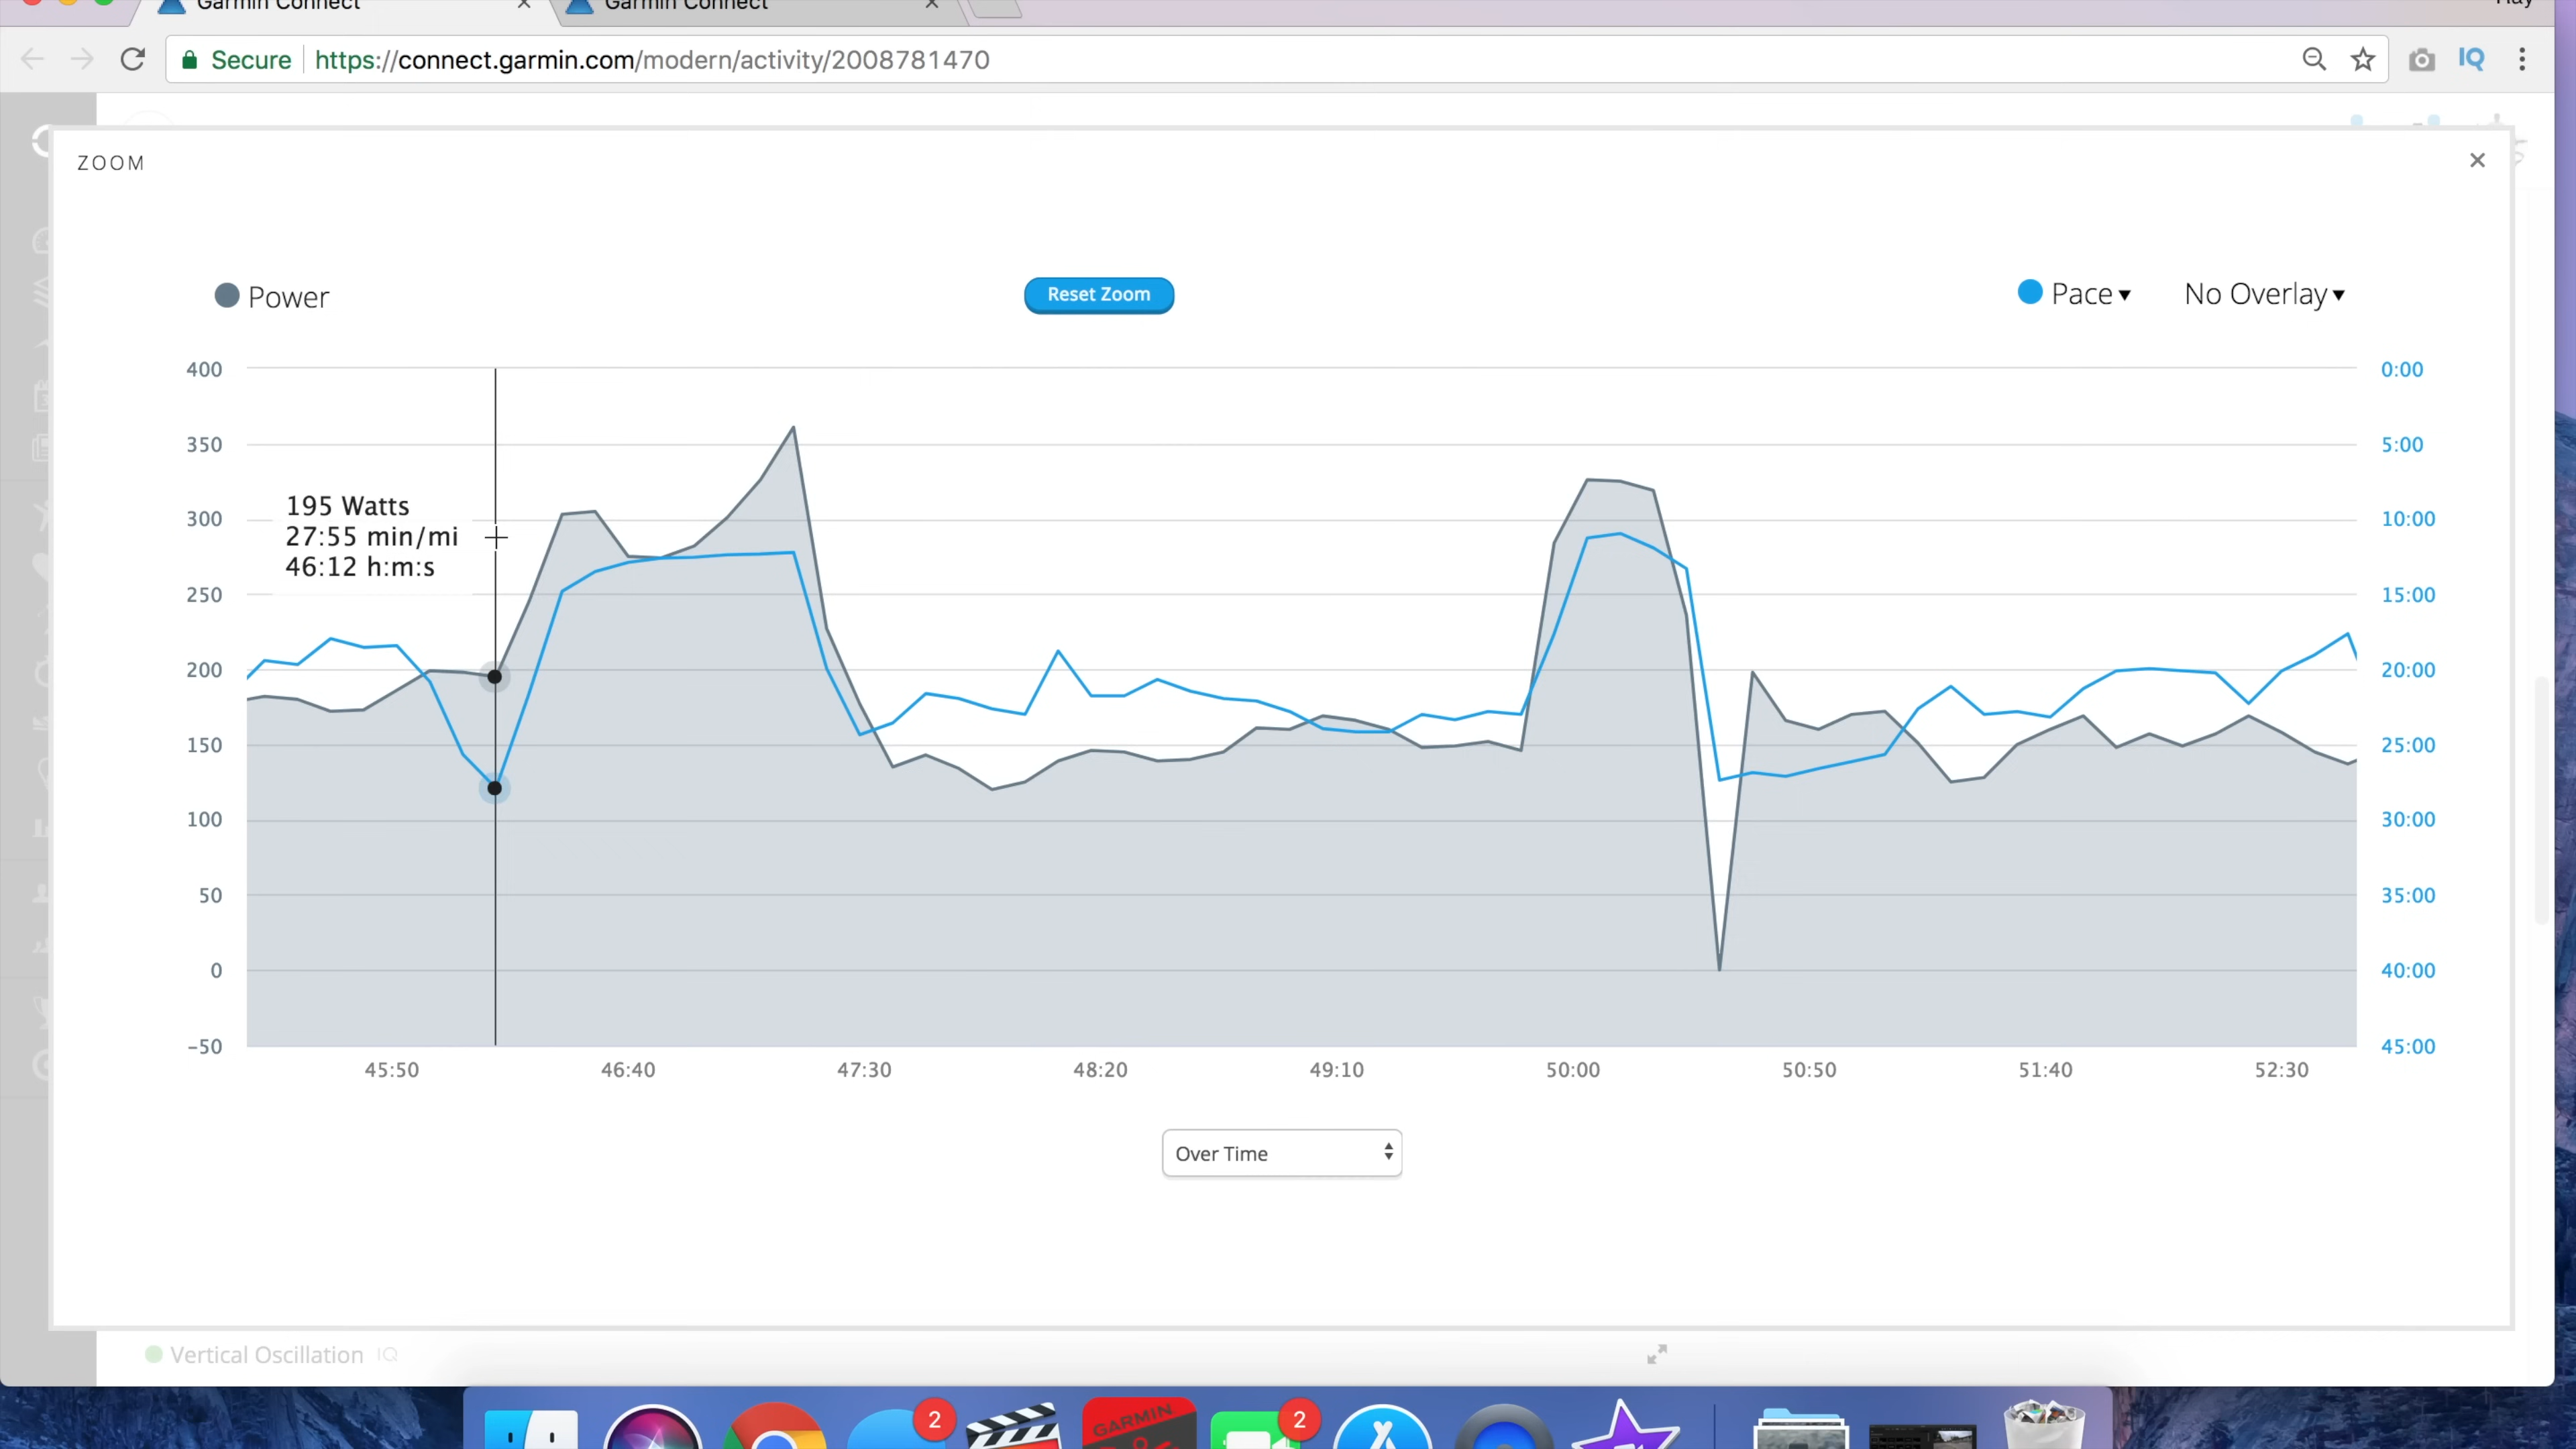 Garmin Connect
Garmin Connect
Ray
Secure
https://connect.garmin.com/modern/activity/2008781470
IQ
ZOOM
Power
Reset Zoom
Pace
No Overlay
400
350
300
250
200
150
100
50
0
-50
195 Watts
27:55 min/mi
46:12 h:m:s
0:00
5:00
10:00
15:00
20:00
25:00
30:00
35:00
40:00
45:00
45:50
46:40
47:30
48:20
49:10
50:00
50:50
51:40
52:30
Over Time
Vertical Oscillation IQ
2
GARMIN
2